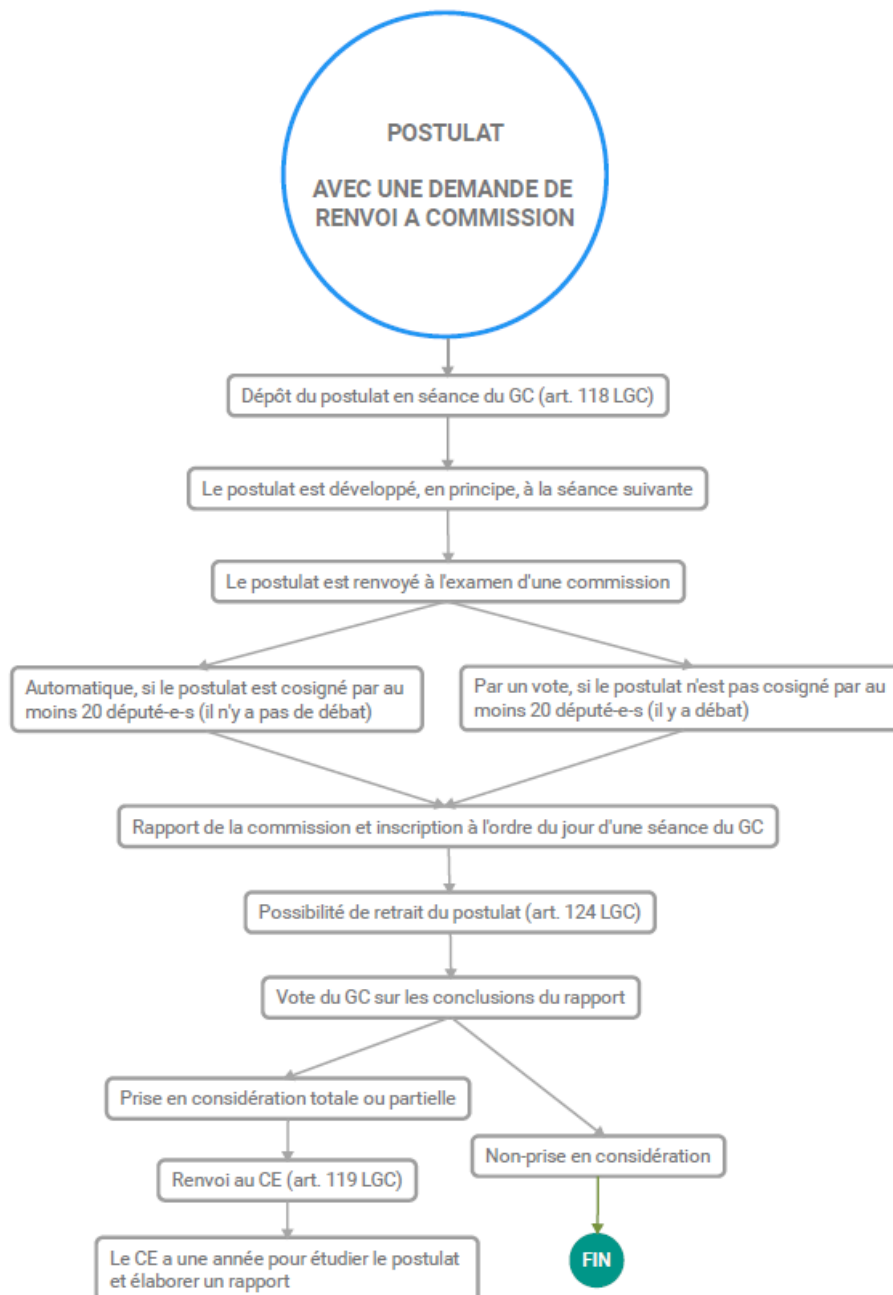 POSTULAT
AVEC UNE DEMANDE DE
RENVOI A COMMISSION
Dépôt du postulat en séance du GC (art. 118 LGC)
Le postulat est développé, en principe, à la séance suivante
Le postulat est renvoyé à l'examen d'une commission
Automatique, si le postulat est cosigné par au
moins 20 député-e-s (il n'y a pas de débat)
Par un vote, si le postulat n'est pas cosigné par au
moins 20 député-e-s (il y a débat)
Rapport de la commission et inscription à l'ordre du jour d'une séance du GC
Possibilité de retrait du postulat (art. 124 LGC)
Vote du GC sur les conclusions du rapport
Prise en considération totale ou partielle
Non-prise en considération
Renvoi au CE (art. 119 LGC)
Le CE a une année pour étudier le postulat
et élaborer un rapport
FIN